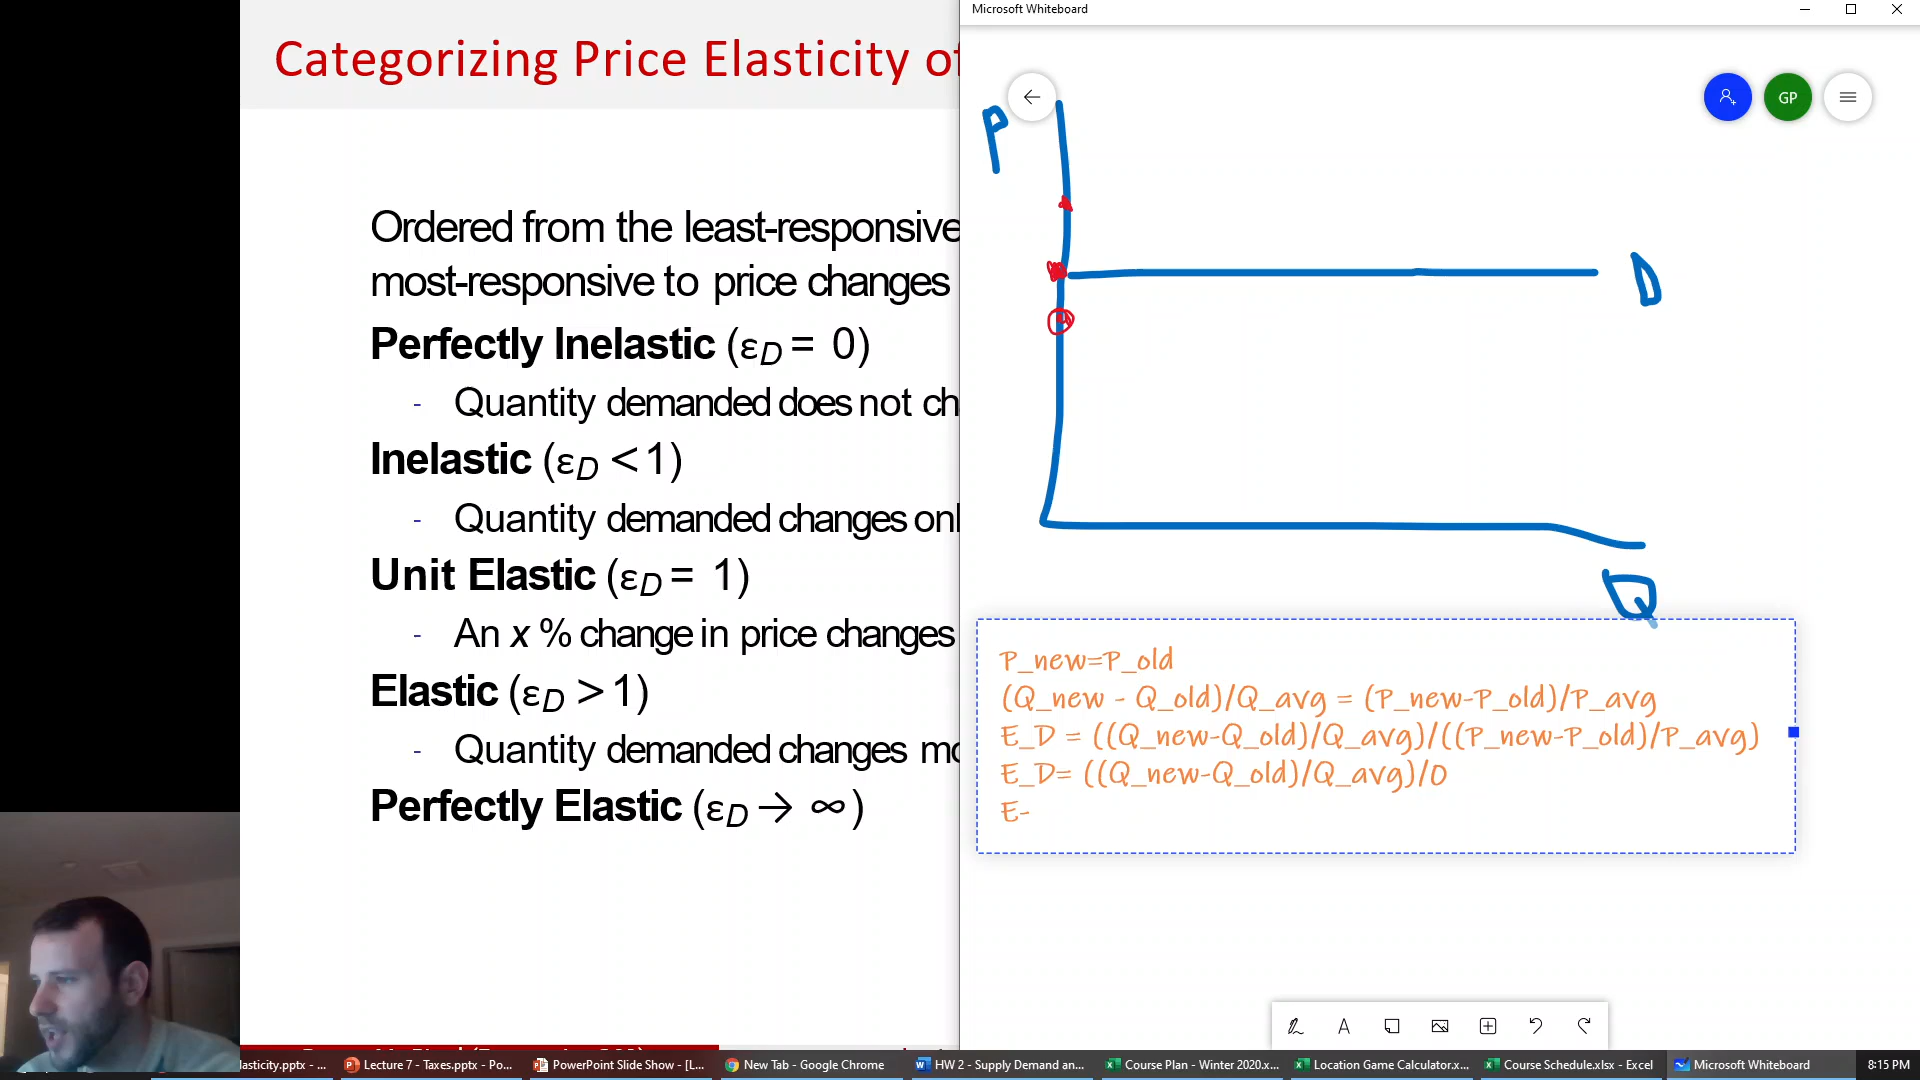 Categorizing Price Elasticity of
Ordered from the least-responsive
most-responsive to price changes
Perfectly Inelastic (εD = 0)
- Quantity demanded does not ch
Inelastic (εD < 1)
- Quantity demanded changes onl
Unit Elastic (εD = 1)
- An x % change in price changes
Elastic (εD > 1)
- Quantity demanded changes mo
Perfectly Elastic (εD → ∞)
Microsoft Whiteboard
GP
P
D
Q
P_new=P_old
(Q_new - Q_old)/Q_avg = (P_new-P_old)/P_avg
E_D = ((Q_new-Q_old)/Q_avg)/((P_new-P_old)/P_avg)
E_D= ((Q_new-Q_old)/Q_avg)/0
E-
A
lasticity.pptx - ...
Lecture 7 - Taxes.pptx - Po...
PowerPoint Slide Show - [L...
New Tab - Google Chrome
HW 2 - Supply Demand an...
Course Plan - Winter 2020.x...
Location Game Calculator.x...
Course Schedule.xlsx - Excel
Microsoft Whiteboard
8:15 PM